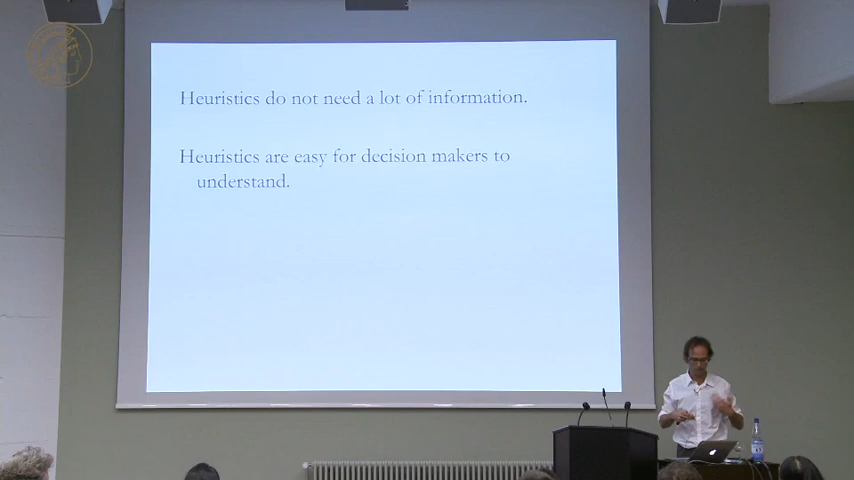 Heuristics do not need a lot of information.
Heuristics are easy for decision makers to
understand.